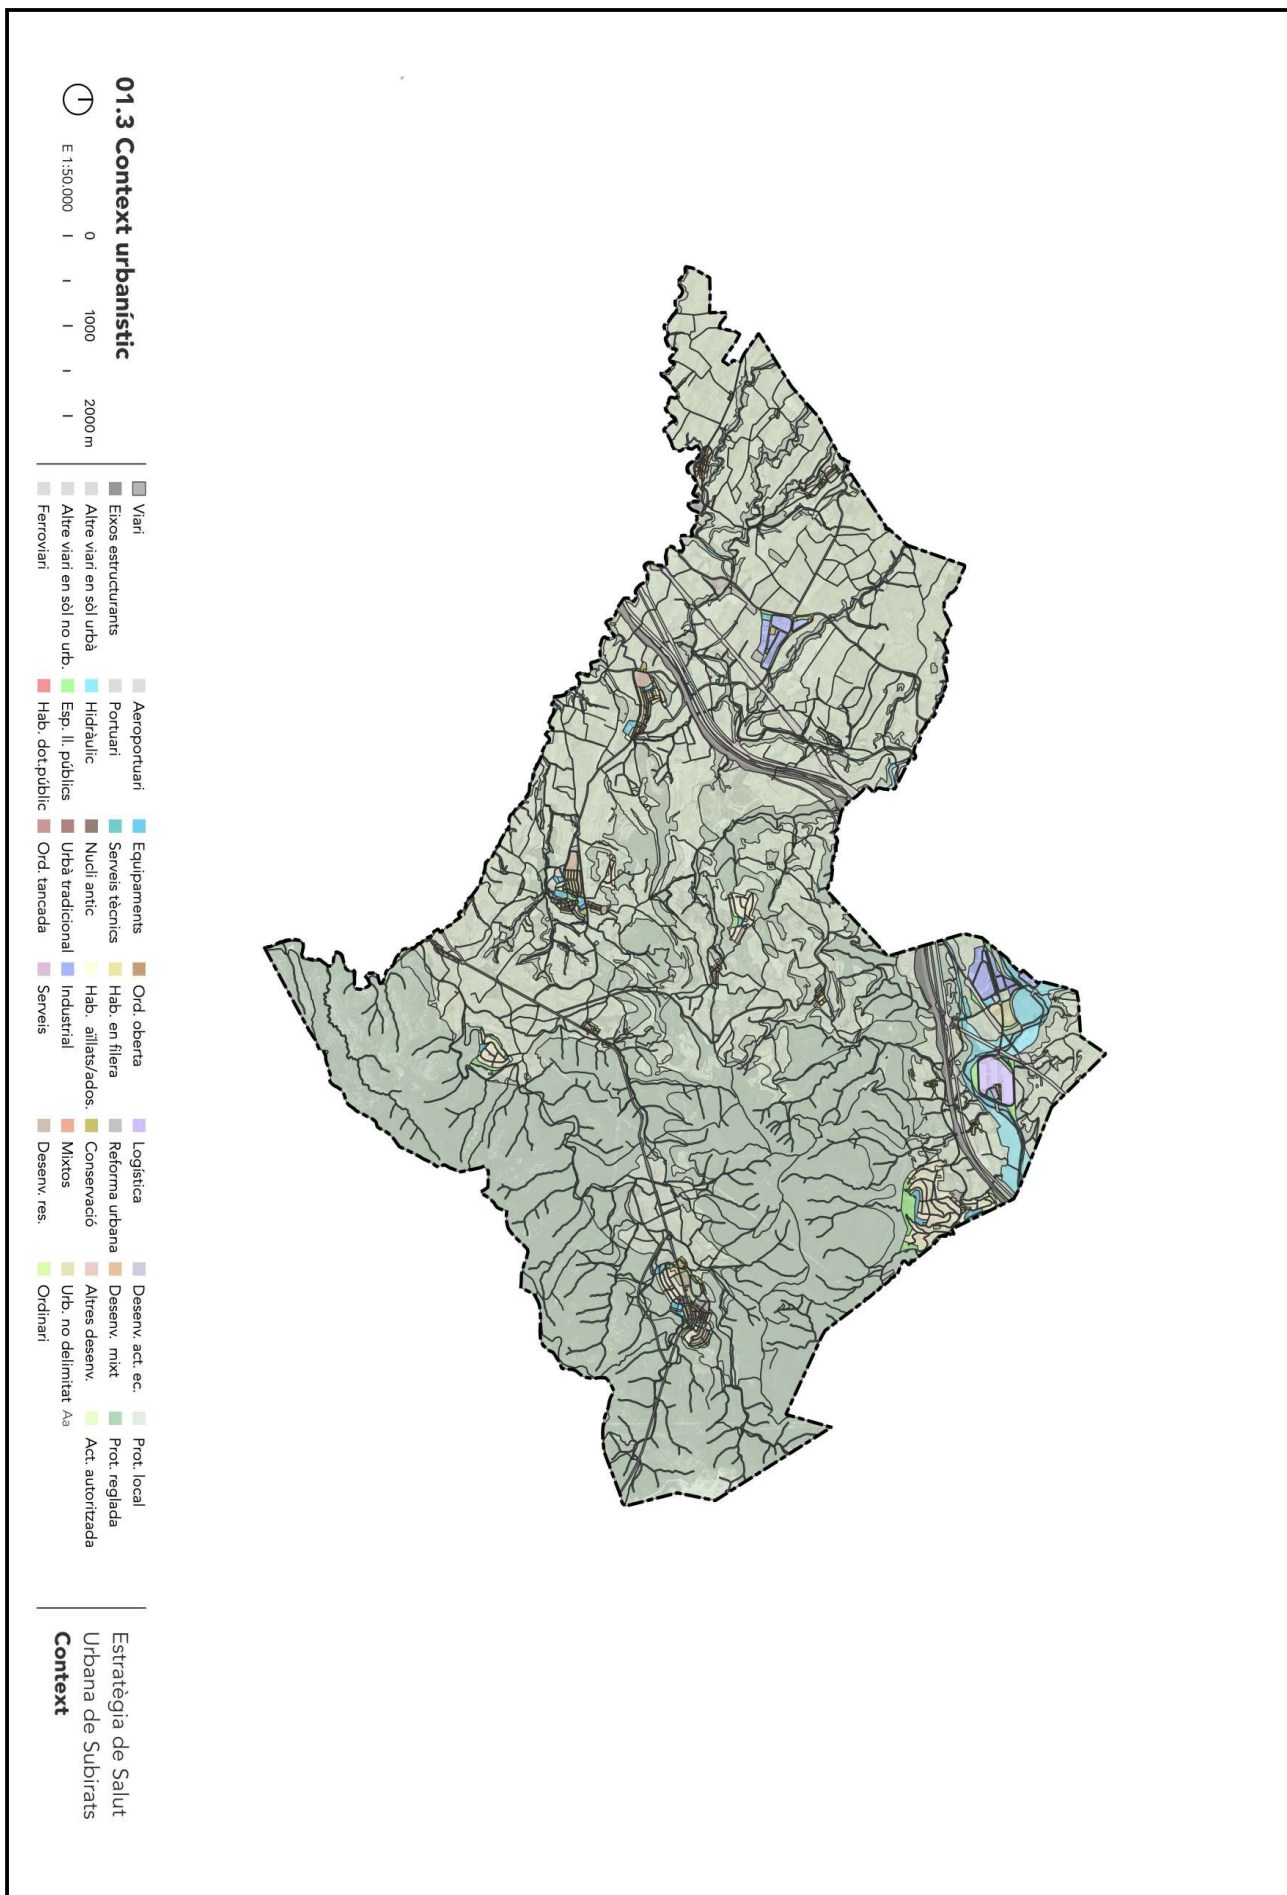 01.3 Context urbanístic
E 1:50.000
0 1000 2000 m
Viari
Eixos estructurants
Altre viari en sòl urbà
Altre viari en sòl no urb.
Ferroviari
Aeroportuari
Portuari
Hidràulic
Esp. ll. públics
Hab. dot.públic
Equipaments
Serveis tècnics
Nucli antic
Urbà tradicional
Ord. tancada
Ord. oberta
Hab. en filera
Hab. aïllats/ados.
Industrial
Serveis
Logística
Reforma urbana
Conservació
Mixtos
Desenv. res.
Desenv. act. ec.
Desenv. mixt
Altres desenv.
Urb. no delimitat
Ordinari
Prot. local
Prot. reglada
Act. autoritzada
Aa
Estratègia de Salut
Urbana de Subirats
Context